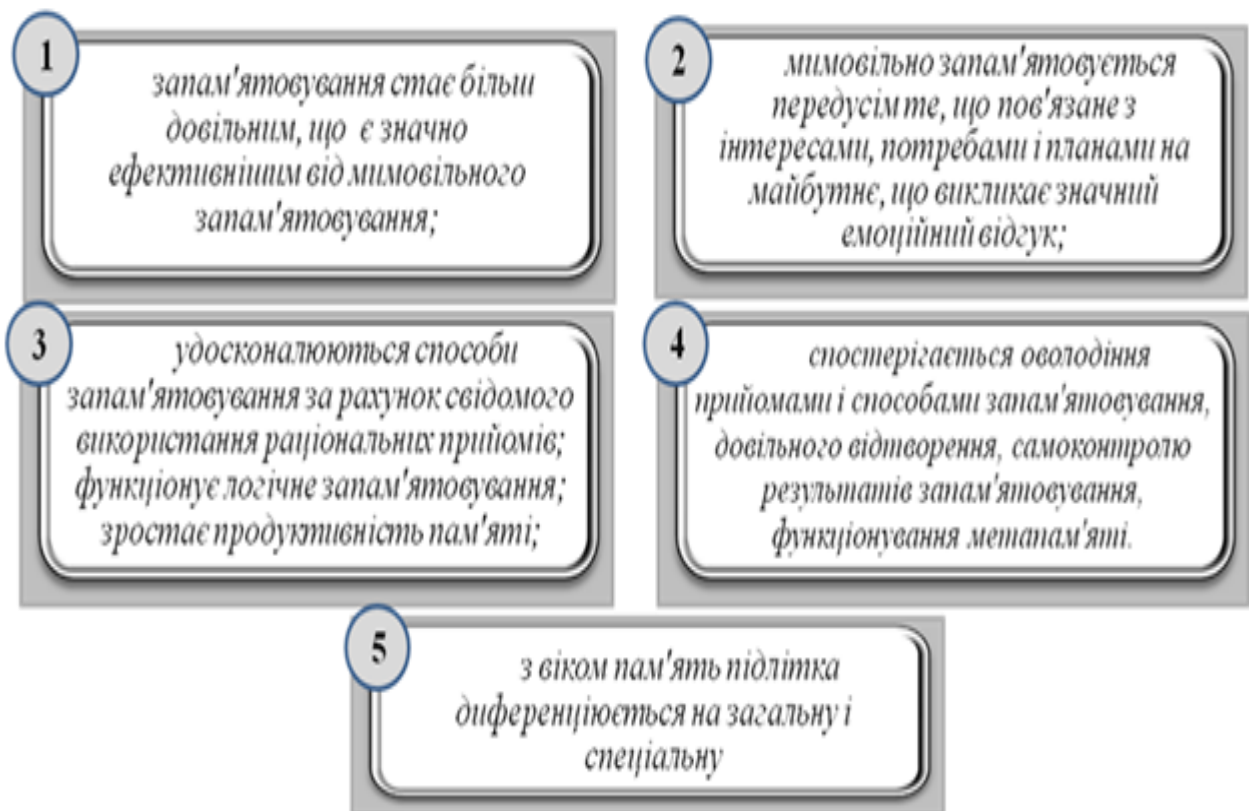 1
запам'ятовування стає більш
довільним, що є значно
ефективнішим від мимовільного
запам'ятовування;
2
мимовільно запам'ятовується
передусім те, що пов'язане з
інтересами, потребами і планами на
майбутнє, що викликає значний
емоційний відгук;
3
удосконалюються способи
запам'ятовування за рахунок свідомого
використання раціональних прийомів;
функціонує логічне запам'ятовування;
зростає продуктивність пам'яті;
4
спостерігається оволодіння
прийомами і способами запам'ятовування,
довільного відтворення, самоконтролю
результатів запам'ятовування,
функціонування метапам'яті.
5
з віком пам'ять підлітка
диференціюється на загальну і
спеціальну